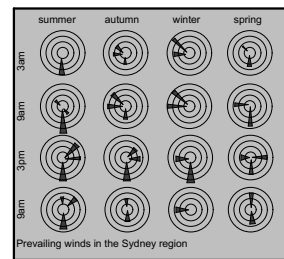 summer autumn winter spring
3am
9am
3pm
9am
Prevailing winds in the Sydney region